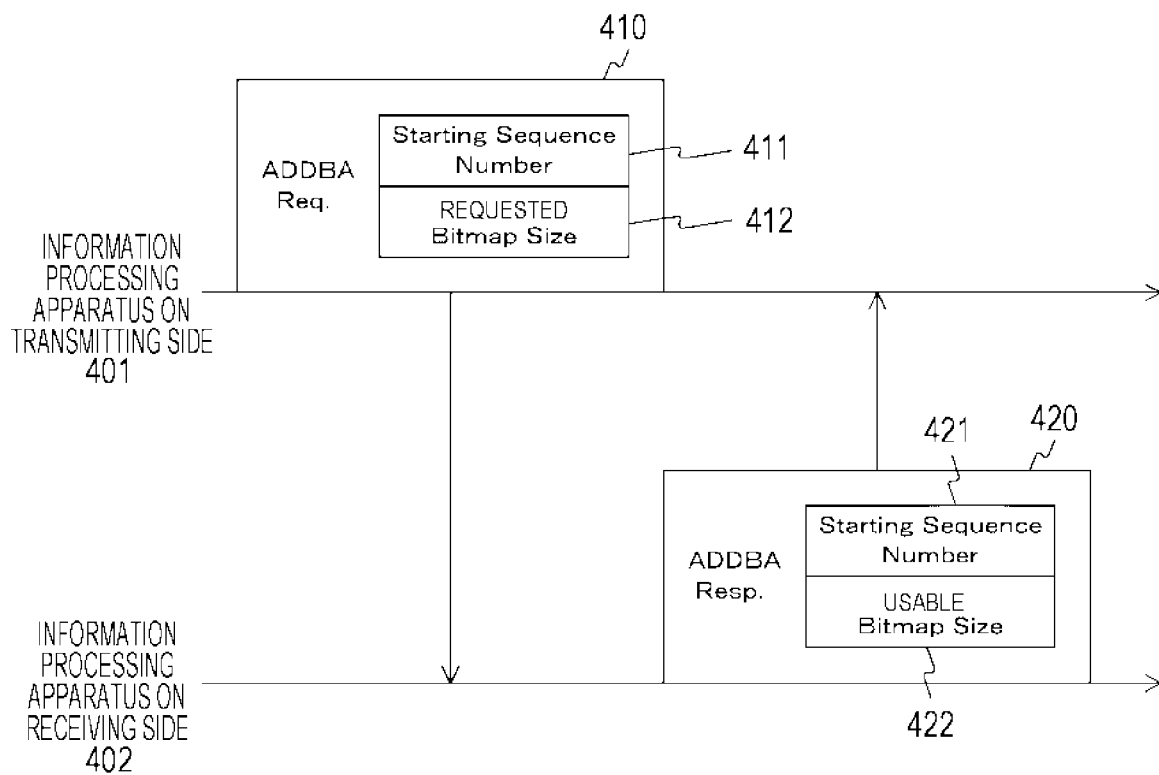 410
ADDBA
Req.
Starting Sequence
Number
411
REQUESTED
Bitmap Size
412
INFORMATION
PROCESSING
APPARATUS ON
TRANSMITTING SIDE
401
421
420
ADDBA
Resp.
Starting Sequence
Number
USABLE
Bitmap Size
422
INFORMATION
PROCESSING
APPARATUS ON
RECEIVING SIDE
402